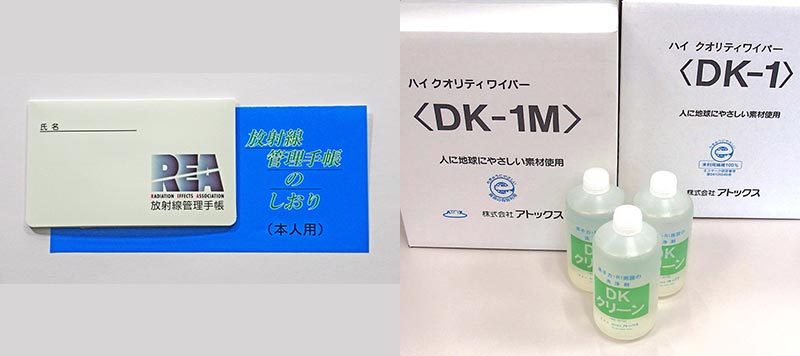 氏名
REA
RADIATION EFFECTS ASSOCIATION
放射線管理手帳
放射線
管理手帳
の
しおり
(本人用)
ハイ クオリティワイパー
〈DK-1M〉
人に地球にやさしい素材使用
株式会社 アトックス
ハイ クオリティワイパー
〈DK-1〉
人に地球にやさしい素材使用
株式会社 アトックス
の
洗浄剤
DK
クリーン
DK
クリーン
DK